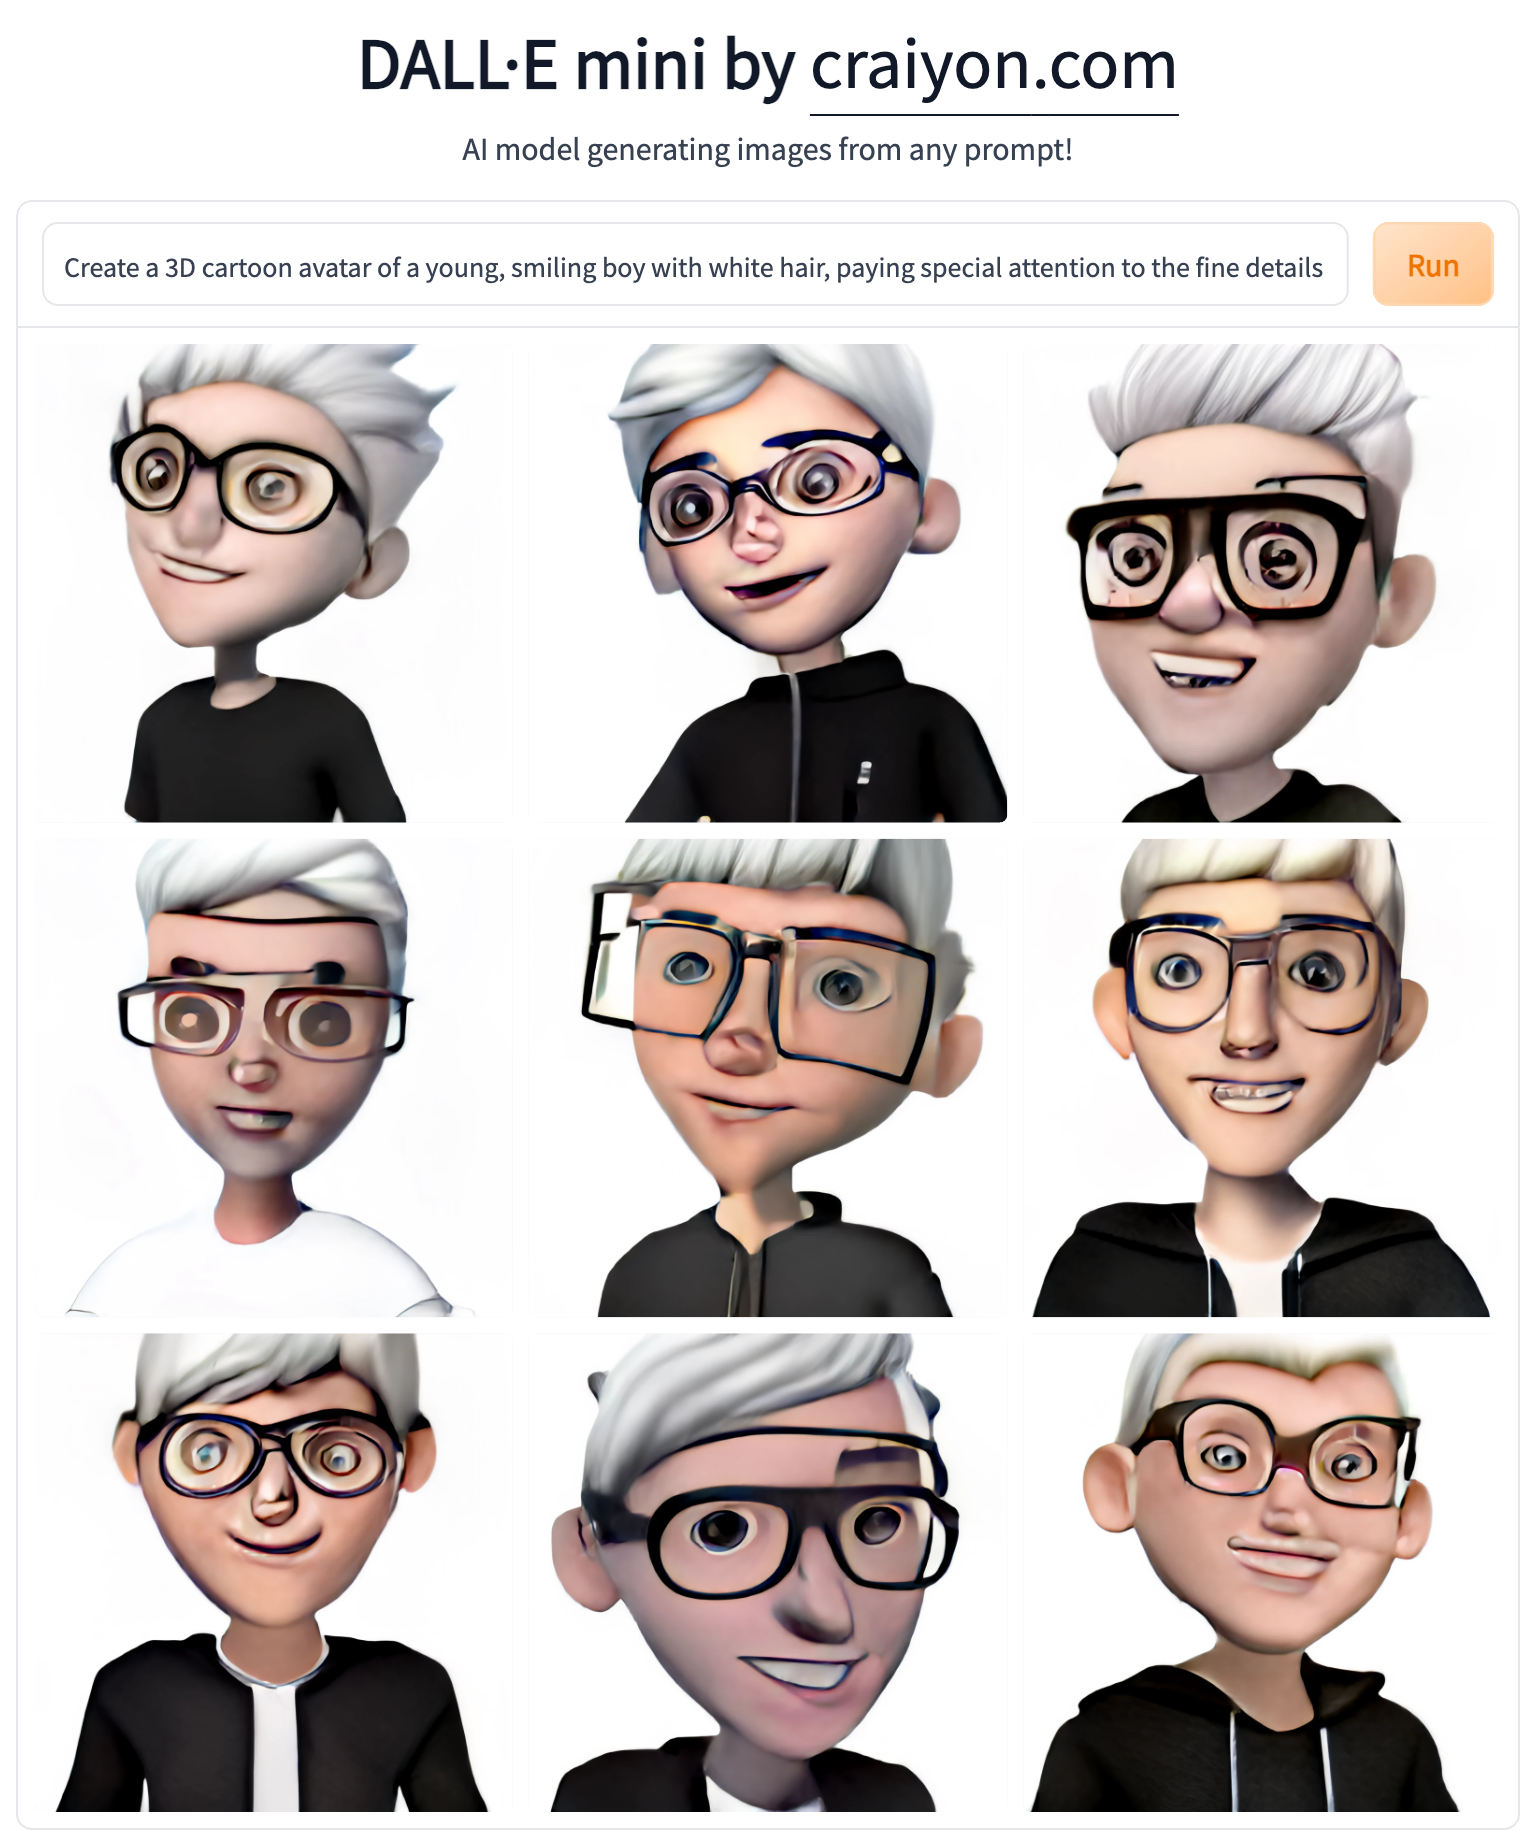 DALL·E mini by craiyon.com
AI model generating images from any prompt!
Create a 3D cartoon avatar of a young, smiling boy with white hair, paying special attention to the fine details
Run